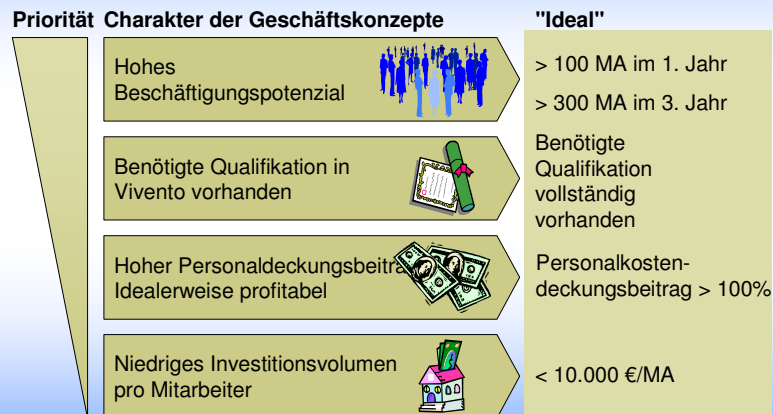 Priorität Charakter der Geschäftskonzepte "Ideal"
Hohes
Beschäftigungspotenzial
> 100 MA im 1. Jahr
> 300 MA im 3. Jahr
Benötigte Qualifikation in
Vivento vorhanden
Benötigte
Qualifikation
vollständig
vorhanden
Hoher Personaldeckungsbeitra
Idealerweise profitabel
Personalkosten-
deckungsbeitrag > 100%
Niedriges Investitionsvolumen
pro Mitarbeiter
< 10.000 €/MA